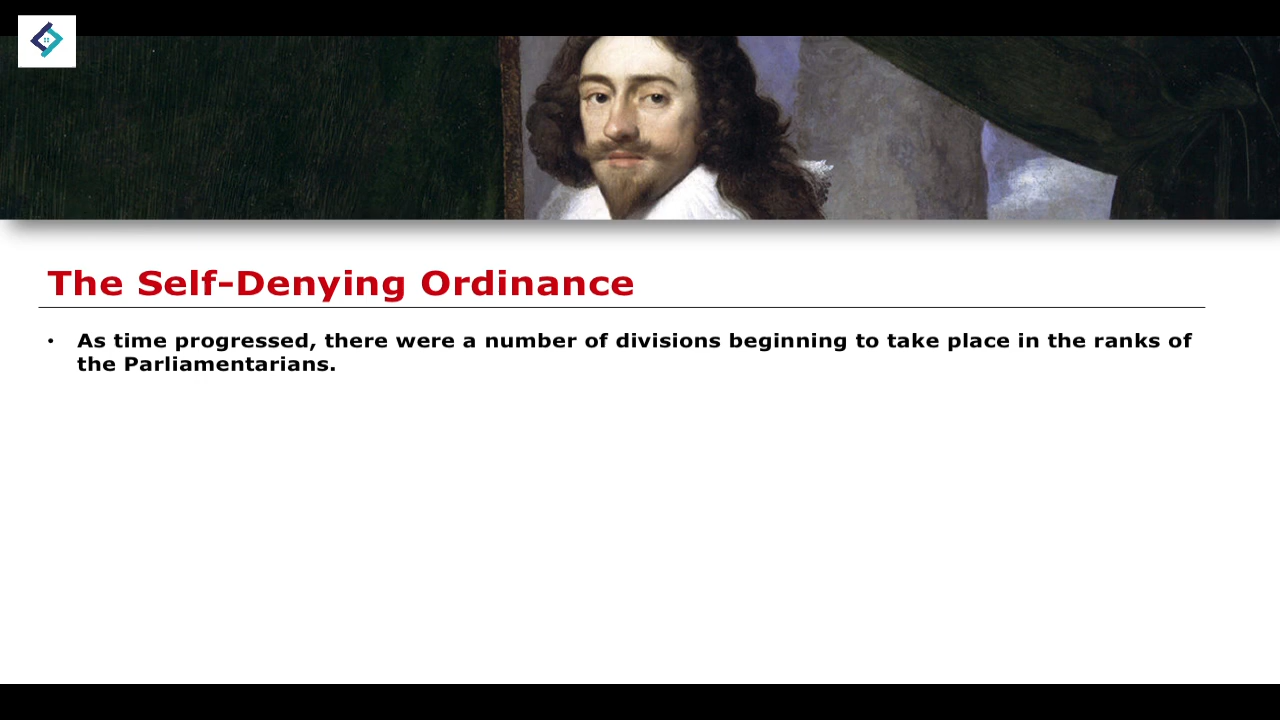 The Self-Denying Ordinance
• As time progressed, there were a number of divisions beginning to take place in the ranks of
the Parliamentarians.